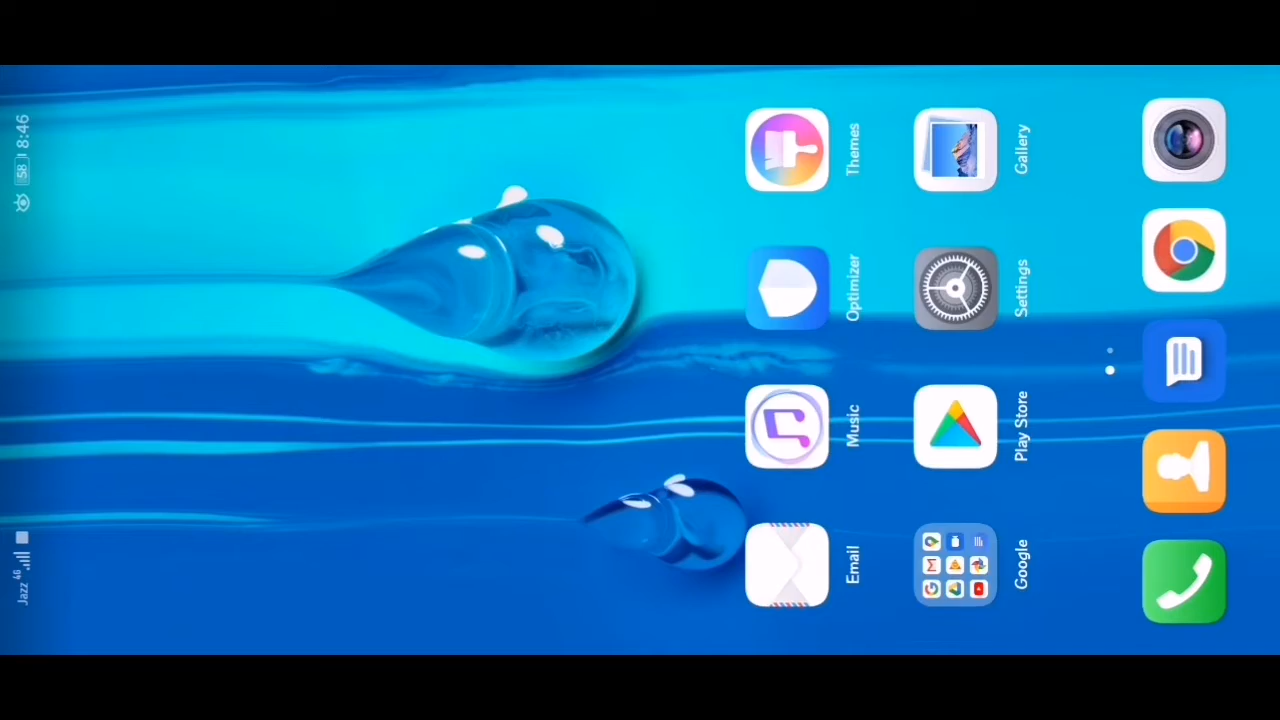 Jazz 4G
58 8:46
Email
Music
Optimizer
Themes
Google
Play Store
Settings
Gallery